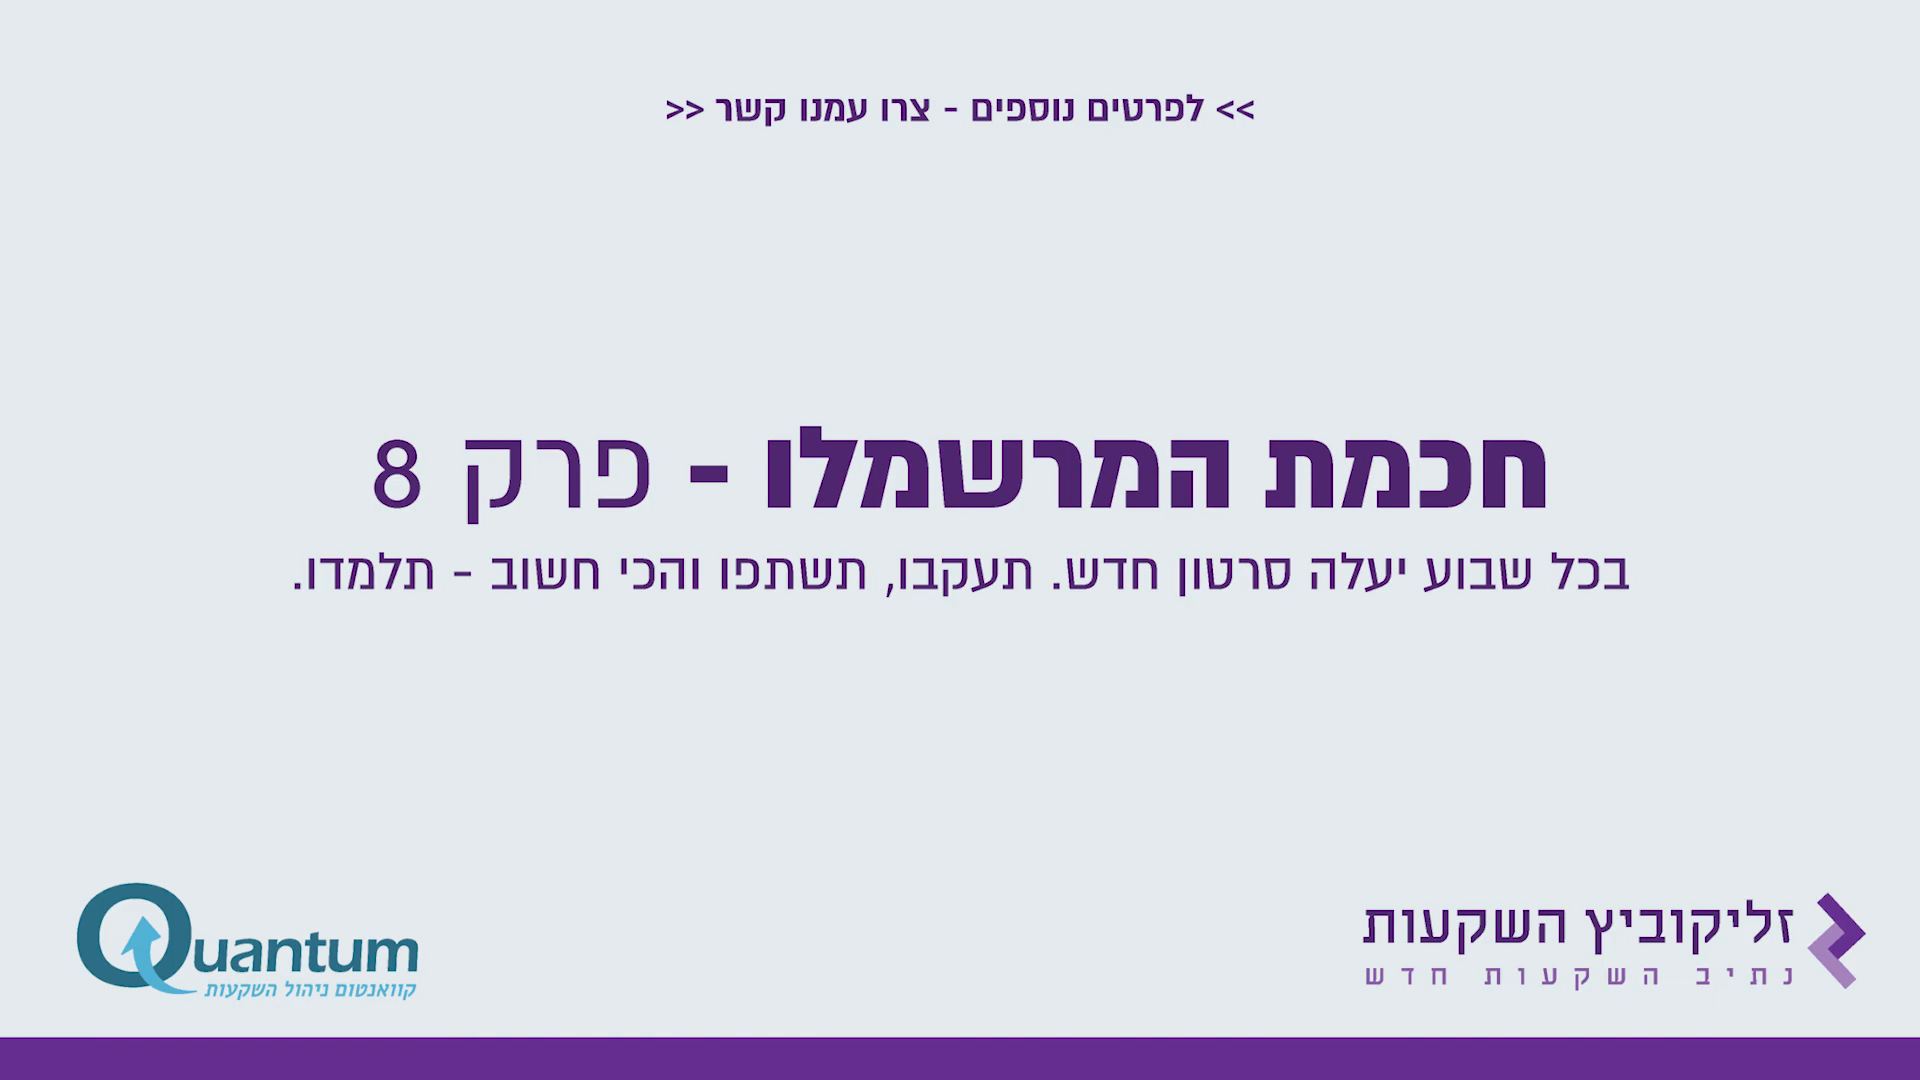 >> לפרטים נוספים - צרו עמנו קשר <<
חכמת המרשמלו - פרק 8
בכל שבוע יעלה סרטון חדש. תעקבו, תשתפו והכי חשוב - תלמדו.
זליקוביץ השקעות
נתיב השקעות חדש
Quantum
קוואנטום ניהול השקעות